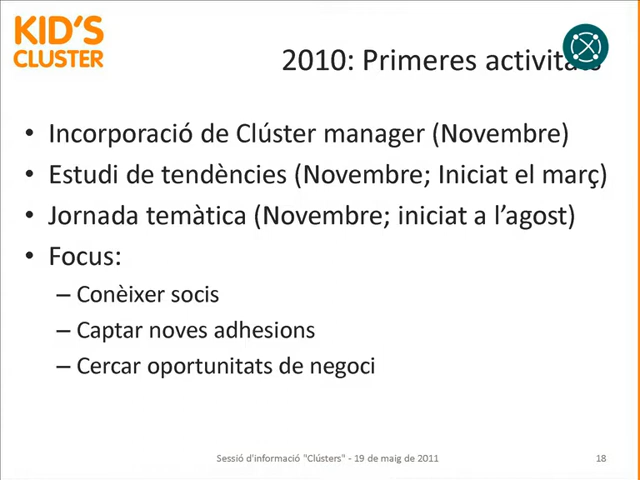 KID'S
CLUSTER
2010: Primeres activitats
• Incorporació de Clúster manager (Novembre)
• Estudi de tendències (Novembre; Iniciat el març)
• Jornada temàtica (Novembre; iniciat a l'agost)
• Focus:
– Conèixer socis
– Captar noves adhesions
– Cercar oportunitats de negoci
Sessió d'informació "Clústers" - 19 de maig de 2011
18